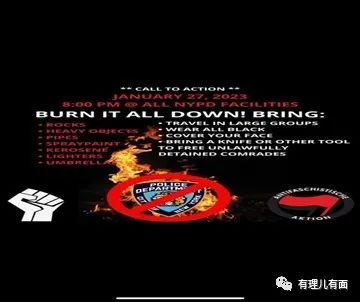 ** CALL TO ACTION **
JANUARY 27, 2023
8:00 PM @ ALL NYPD FACILITIES
BURN IT ALL DOWN! BRING:
• ROCKS
• HEAVY OBJECTS
• PIPES
• SPRAYPAINT
• KEROSENE
• LIGHTERS
• UMBRELLA
• TRAVEL IN LARGE GROUPS
• WEAR ALL BLACK
• COVER YOUR FACE
• BRING A KNIFE OR OTHER TOOL
TO FREE UNLAWFULLY
DETAINED COMRADES
POLICE
DEPARTMENT
ANTIFASCHISTISCHE
AKTION
有理儿有面